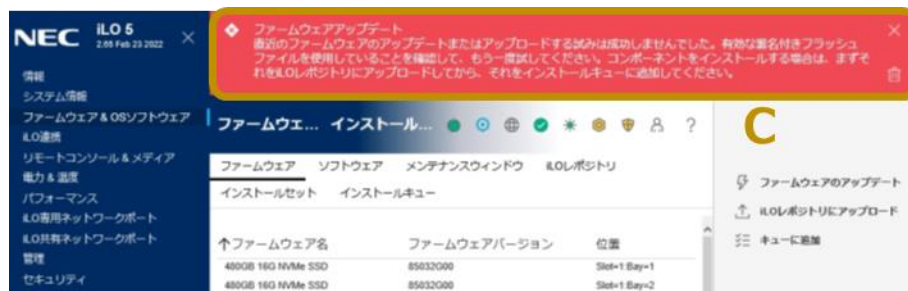 NEC iLO 5
2.65 Feb 23 2022
ファームウェアアップデート
直近のファームウェアのアップデートまたはアップロードする試みは成功しませんでした。有効な署名付きフラッシュ
ファイルを使用していることを確認して、もう一度試してください。コンポーネントをインストールする場合は、まずそ
れをiLOレポジトリにアップロードしてから、それをインストールキューに追加してください。
情報
システム情報
ファームウェア & OSソフトウェア
iLO連携
リモートコンソール & メディア
電力 & 温度
パフォーマンス
iLO専用ネットワークポート
iLO共有ネットワークポート
管理
セキュリティ
ファームウェ... インストール... ?
ファームウェア ソフトウェア メンテナンスウィンドウ iLOレポジトリ
インストールセット インストールキュー
ファームウェア名 ファームウェアバージョン 位置
480GB 16G NVMe SSD 85032G00 Slot=1:Bay=1
480GB 16G NVMe SSD 85032G00 Slot=1:Bay=2
C
ファームウェアのアップデート
iLOレポジトリにアップロード
キューに追加